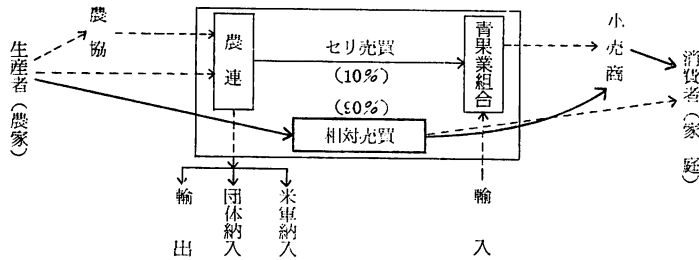 生産者（農家）
農協
農連
セリ売買
（10％）
（90％）
相対売買
青果業組合
小売商
消費者（家庭）
輸出
団体納入
米軍納入
輸入